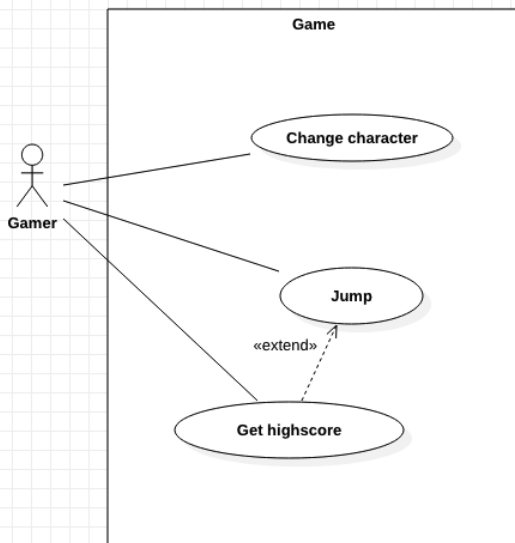 Game
Change character
Gamer
Jump
«extend»
Get highscore